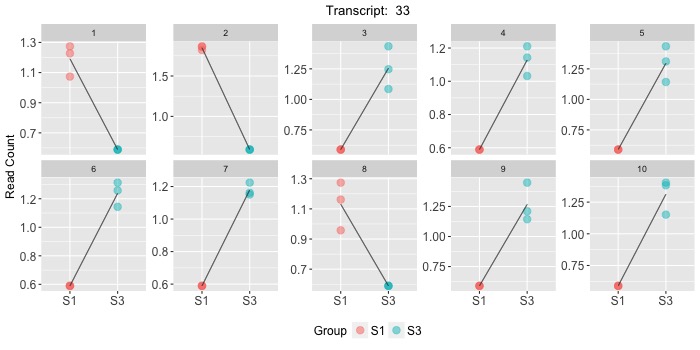 Transcript: 33
1 2 3 4 5
1.3 1.1 0.9 0.7
1.5 1.0
1.25 1.00 0.75
1.2 1.0 0.8 0.6
1.25 1.00 0.75
Read Count
6 7 8 9 10
1.2 1.0 0.8 0.6
1.2 1.0 0.8 0.6
1.3 1.1 0.9 0.7
1.25 1.00 0.75
1.25 1.00 0.75
S1 S3 S1 S3 S1 S3 S1 S3 S1 S3
Group S1 S3